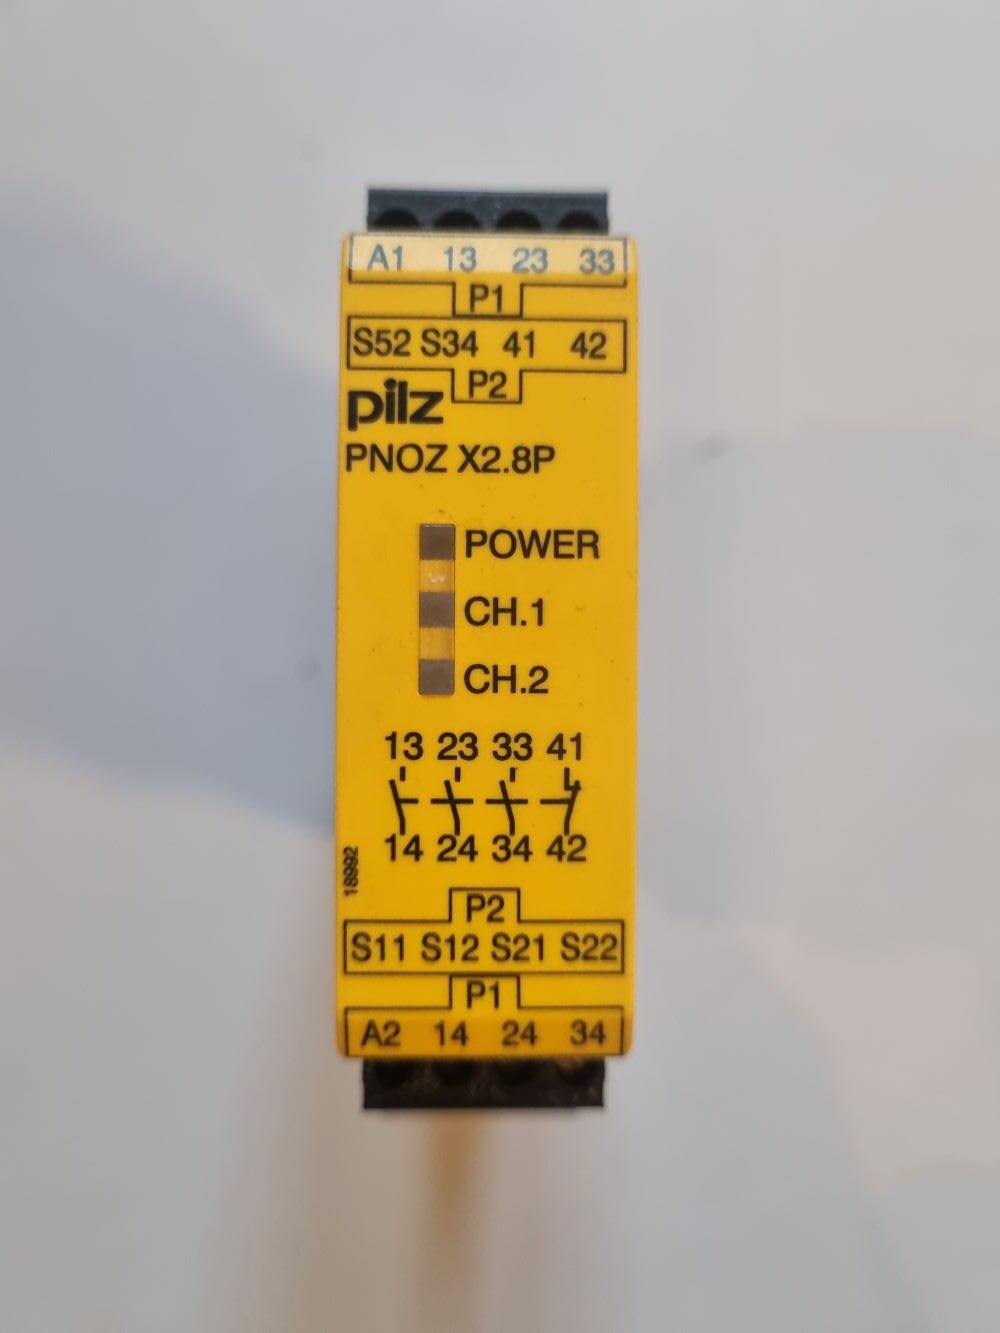 A1 13 23 33
P1
S52 S34 41 42
P2
pilz
PNOZ X2.8P
POWER
CH.1
CH.2
13 23 33 41
14 24 34 42
18992
P2
S11 S12 S21 S22
P1
A2 14 24 34